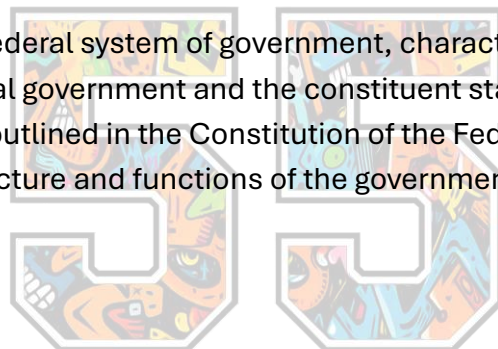 ederal system of government, charact
al government and the constituent sta
outlined in the Constitution of the Fed
cture and functions of the governmen
55